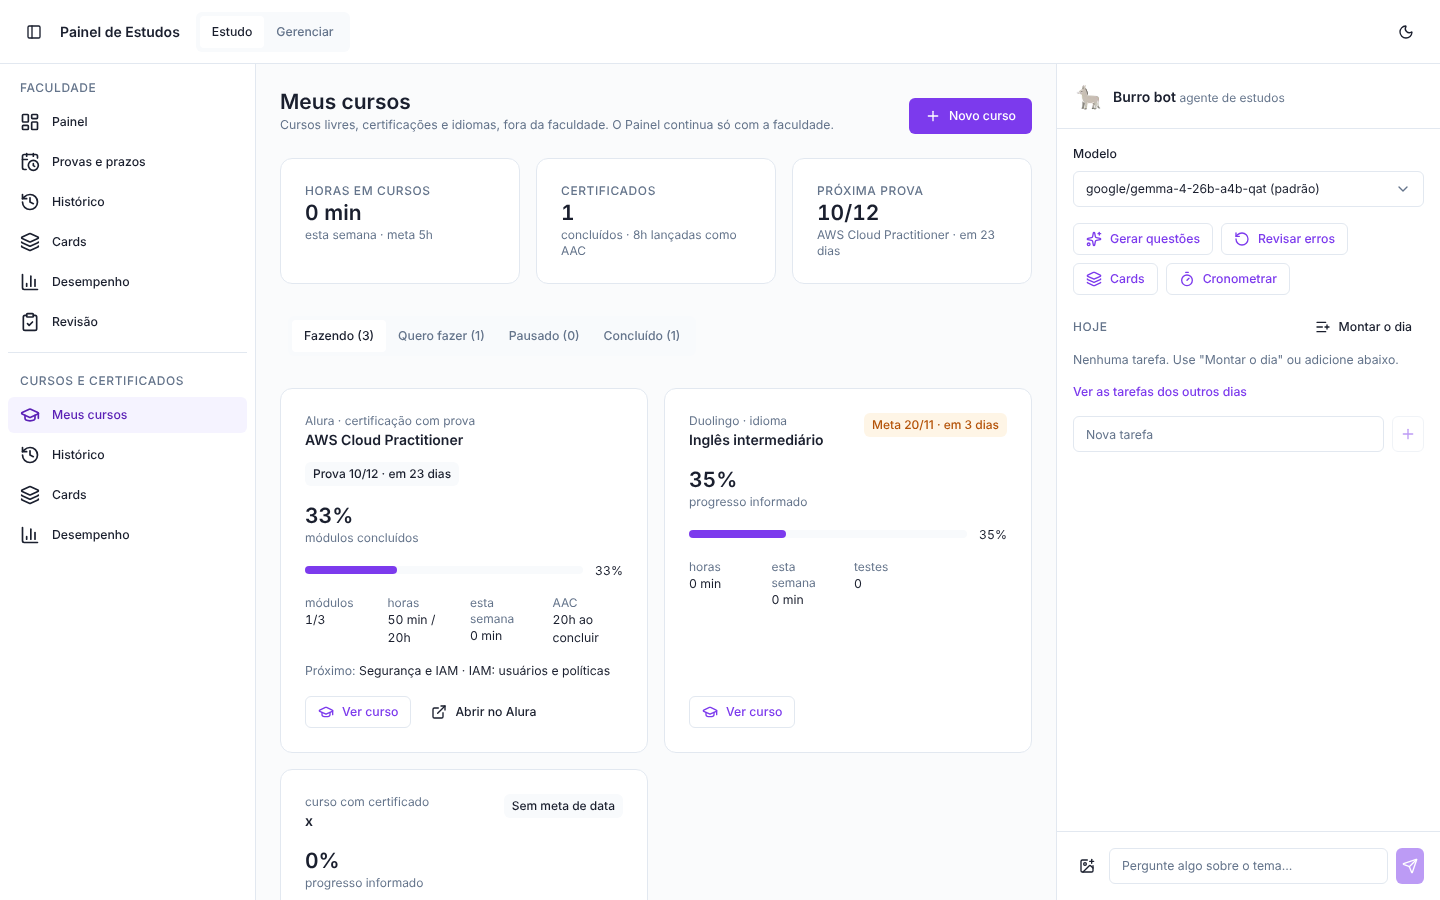 Painel de Estudos
Estudo
Gerenciar
FACULDADE
Painel
Provas e prazos
Histórico
Cards
Desempenho
Revisão
CURSOS E CERTIFICADOS
Meus cursos
Histórico
Cards
Desempenho
Meus cursos
Cursos livres, certificações e idiomas, fora da faculdade. O Painel continua só com a faculdade.
Novo curso
HORAS EM CURSOS
0 min
esta semana · meta 5h
CERTIFICADOS
1
concluídos · 8h lançadas como
AAC
PRÓXIMA PROVA
10/12
AWS Cloud Practitioner · em 23
dias
Fazendo (3)
Quero fazer (1)
Pausado (0)
Concluído (1)
Alura · certificação com prova
AWS Cloud Practitioner
Prova 10/12 · em 23 dias
33%
módulos concluídos
33%
módulos
1/3
horas
50 min /
20h
esta
semana
0 min
AAC
20h ao
concluir
Próximo: Segurança e IAM · IAM: usuários e políticas
Ver curso
Abrir no Alura
Duolingo · idioma
Inglês intermediário
Meta 20/11 · em 3 dias
35%
progresso informado
35%
horas
0 min
esta
semana
0 min
testes
0
Ver curso
curso com certificado
x
Sem meta de data
0%
progresso informado
Burro bot agente de estudos
Modelo
google/gemma-4-26b-a4b-qat (padrão)
Gerar questões
Revisar erros
Cards
Cronometrar
HOJE
Montar o dia
Nenhuma tarefa. Use "Montar o dia" ou adicione abaixo.
Ver as tarefas dos outros dias
Nova tarefa
Pergunte algo sobre o tema...